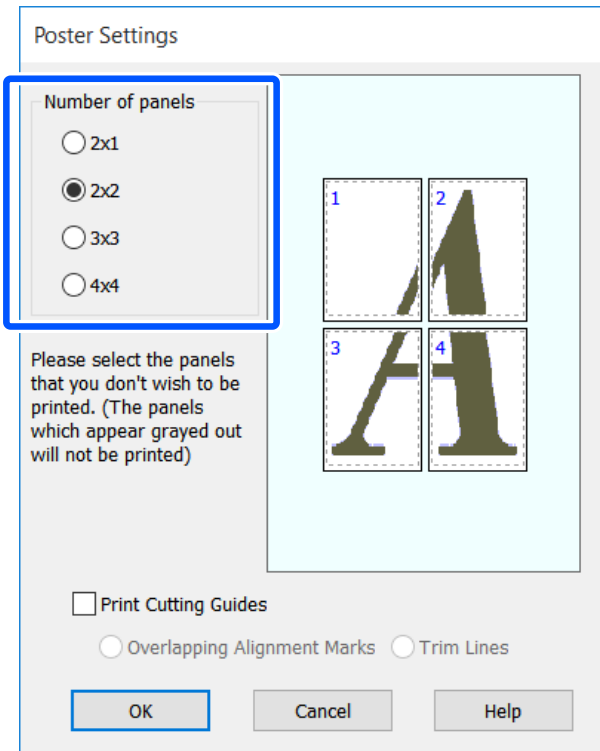 Poster Settings
Number of panels
2x1
2x2
3x3
4x4
1
2
3
4
Please select the panels
that you don't wish to be
printed. (The panels
which appear grayed out
will not be printed)
Print Cutting Guides
Overlapping Alignment Marks
Trim Lines
OK
Cancel
Help